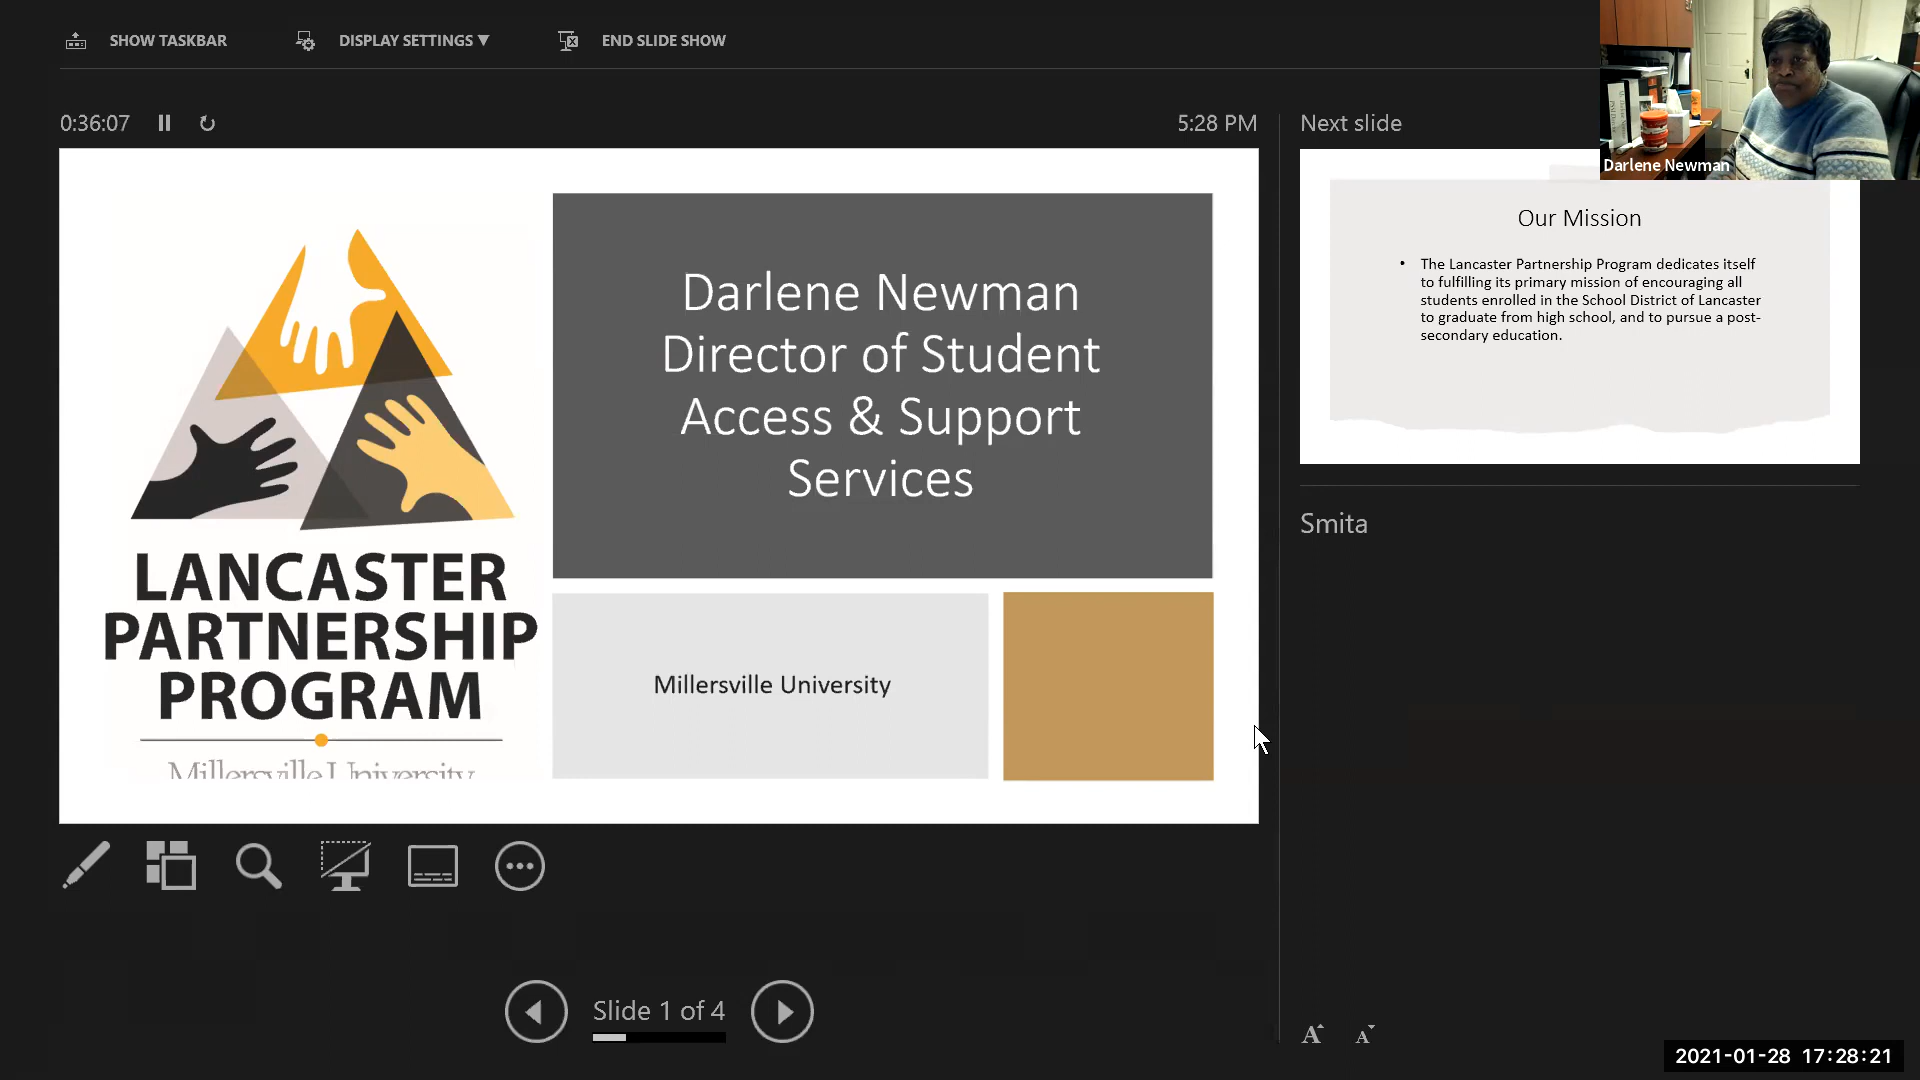 SHOW TASKBAR
DISPLAY SETTINGS ▼
END SLIDE SHOW
0:36:07
5:28 PM
Next slide
Darlene Newman
Darlene Newman
Director of Student
Access & Support
Services
Millersville University
LANCASTER
PARTNERSHIP
PROGRAM
Millersville University
Our Mission
• The Lancaster Partnership Program dedicates itself
to fulfilling its primary mission of encouraging all
students enrolled in the School District of Lancaster
to graduate from high school, and to pursue a post-
secondary education.
Smita
Slide 1 of 4
A
A
2021-01-28 17:28:21